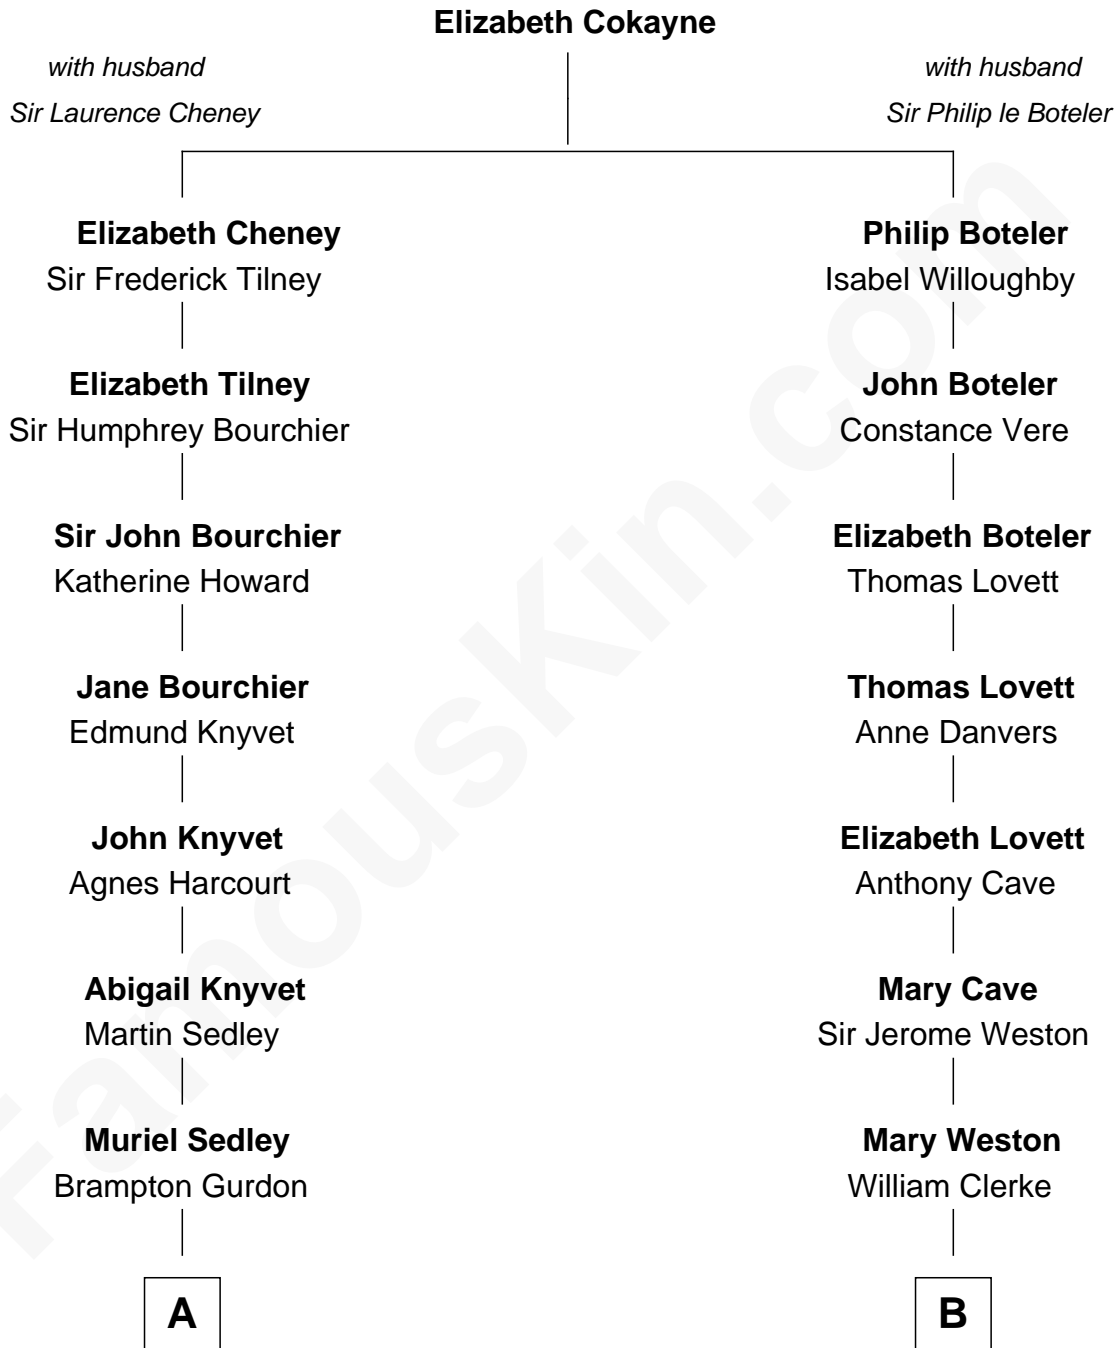 Elizabeth Cokayne
with husband
Sir Laurence Cheney
with husband
Sir Philip le Boteler
Elizabeth Cheney
Sir Frederick Tilney
Philip Boteler
Isabel Willoughby
Elizabeth Tilney
Sir Humphrey Bourchier
John Boteler
Constance Vere
Sir John Bourchier
Katherine Howard
Elizabeth Boteler
Thomas Lovett
Jane Bourchier
Edmund Knyvet
Thomas Lovett
Anne Danvers
John Knyvet
Agnes Harcourt
Elizabeth Lovett
Anthony Cave
Abigail Knyvet
Martin Sedley
Mary Cave
Sir Jerome Weston
Muriel Sedley
Brampton Gurdon
Mary Weston
William Clerke
A
B
FamousKin.com